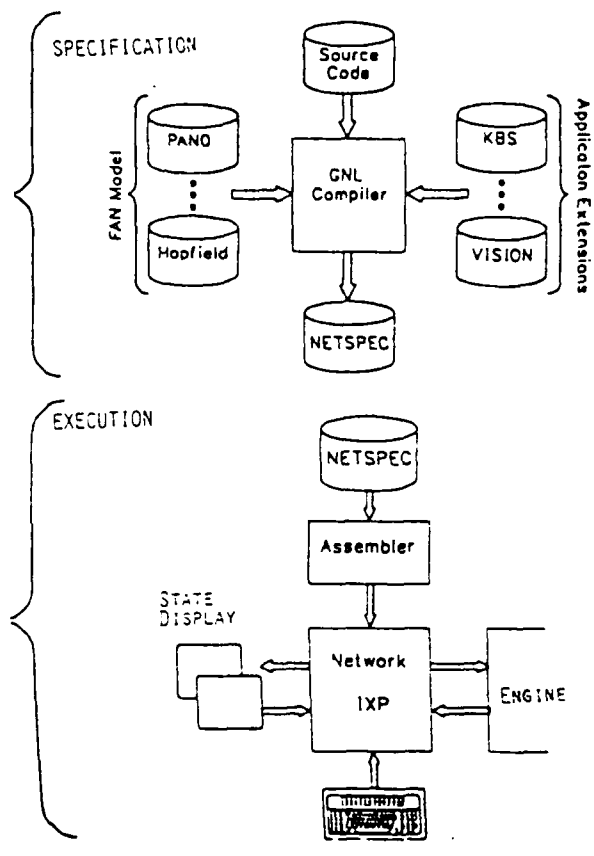 SPECIFICATION
Source
Code
FAN Model
PANO
Hopfield
GNL
Compiler
KBS
VISION
Applicaton Extensions
NETSPEC
EXECUTION
NETSPEC
Assembler
STATE
DISPLAY
Network
IXP
ENGINE